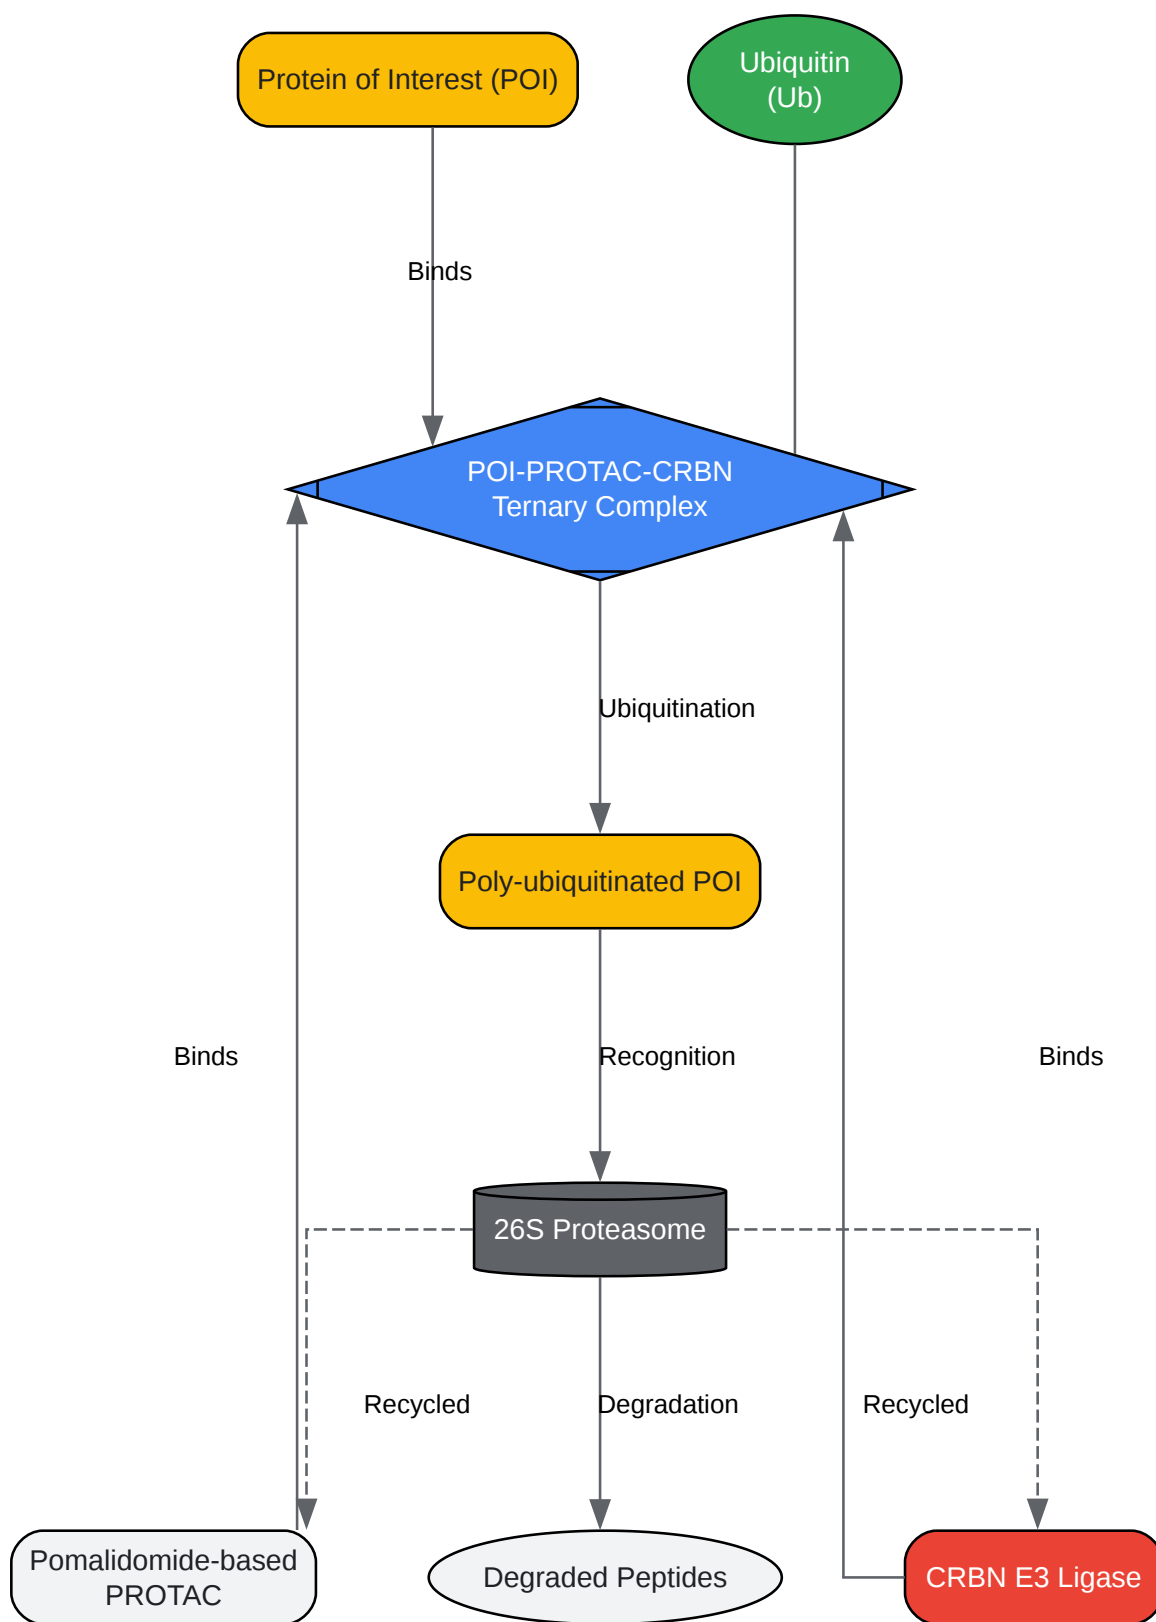 Protein of Interest (POI)
Ubiquitin
(Ub)
Binds
POI-PROTAC-CRBN
Ternary Complex
Ubiquitination
Poly-ubiquitinated POI
Binds
Recognition
Binds
26S Proteasome
Recycled
Degradation
Recycled
Pomalidomide-based
PROTAC
Degraded Peptides
CRBN E3 Ligase